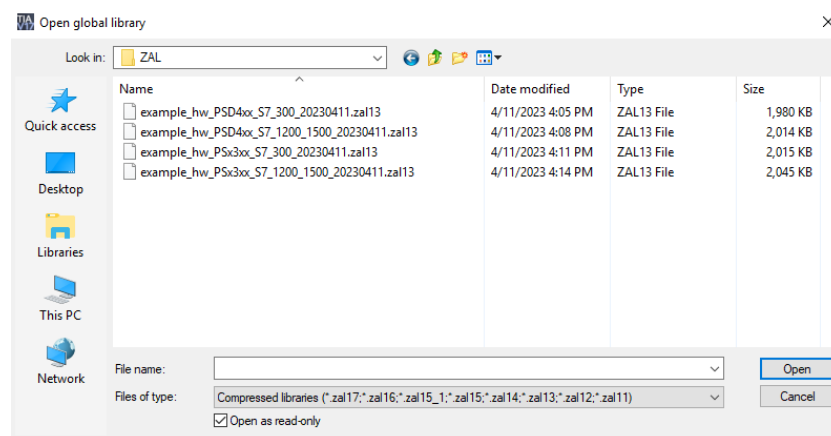 Open global library
Look in: ZAL
Name Date modified Type Size
example_hw_PSD4xx_S7_300_20230411.zal13 4/11/2023 4:05 PM ZAL13 File 1,980 KB
example_hw_PSD4xx_S7_1200_1500_20230411.zal13 4/11/2023 4:08 PM ZAL13 File 2,014 KB
example_hw_PSx3xx_S7_300_20230411.zal13 4/11/2023 4:11 PM ZAL13 File 2,015 KB
example_hw_PSx3xx_S7_1200_1500_20230411.zal13 4/11/2023 4:14 PM ZAL13 File 2,045 KB
Quick access
Desktop
Libraries
This PC
Network
File name: Open
Files of type: Compressed libraries (*.zal17;*.zal16;*.zal15_1;*.zal15;*.zal14;*.zal13;*.zal12;*.zal11) Cancel
Open as read-only